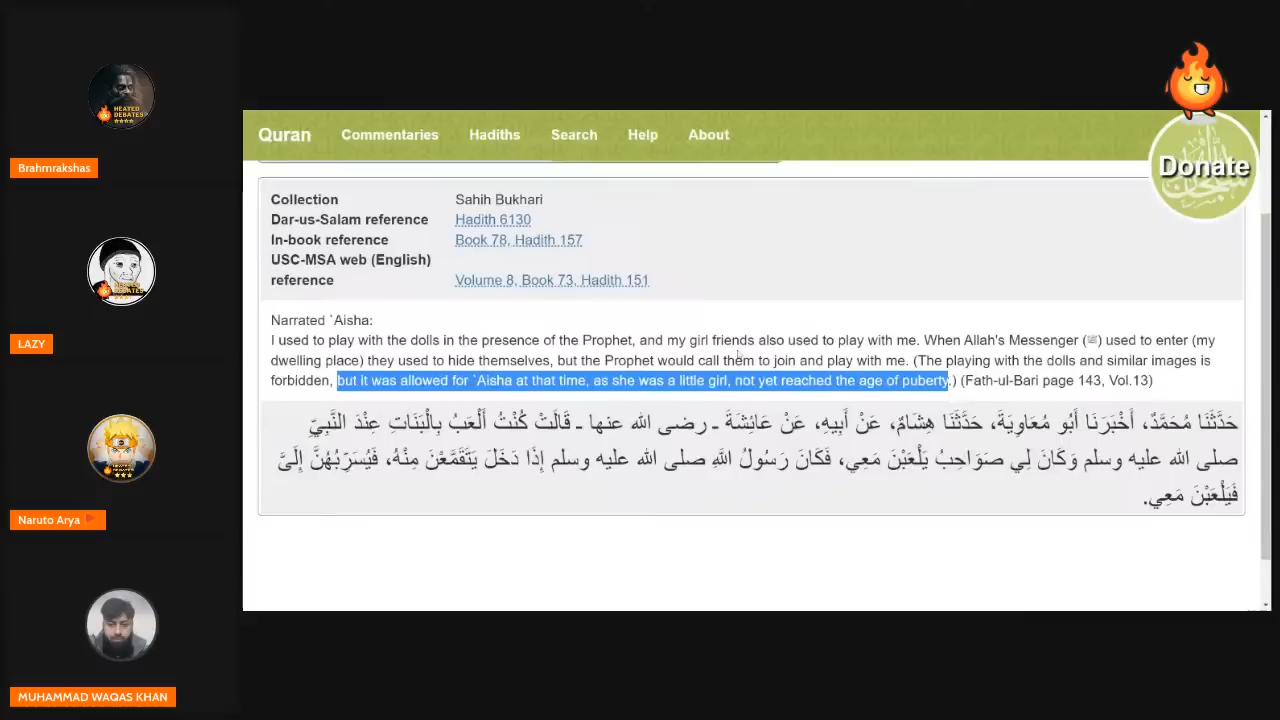 Brahmrakshas
LAZY
Naruto Arya
MUHAMMAD WAQAS KHAN
HEATED
DEBATES
Quran Commentaries Hadiths Search Help About
Donate
Collection Sahih Bukhari
Dar-us-Salam reference Hadith 6130
In-book reference Book 78, Hadith 157
USC-MSA web (English)
reference Volume 8, Book 73, Hadith 151
Narrated `Aisha:
I used to play with the dolls in the presence of the Prophet, and my girl friends also used to play with me. When Allah's Messenger (ﷺ) used to enter (my
dwelling place) they used to hide themselves, but the Prophet would call them to join and play with me. (The playing with the dolls and similar images is
forbidden, but it was allowed for `Aisha at that time, as she was a little girl, not yet reached the age of puberty.) (Fath-ul-Bari page 143, Vol.13)
حَدَّثَنَا مُحَمَّدٌ، أَخْبَرَنَا أَبُو مُعَاوِيَةَ، حَدَّثَنَا هِشَامٌ، عَنْ أَبِيهِ، عَنْ عَائِشَةَ ـ رضى الله عنها ـ قَالَتْ كُنْتُ أَلْعَبُ بِالْبَنَاتِ عِنْدَ النَّبِيِّ
صلى الله عليه وسلم وَكَانَ لِي صَوَاحِبُ يَلْعَبْنَ مَعِي، فَكَانَ رَسُولُ اللَّهِ صلى الله عليه وسلم إِذَا دَخَلَ يَتَقَمَّعْنَ مِنْهُ، فَيُسَرِّبُهُنَّ إِلَىَّ
فَيَلْعَبْنَ مَعِي‏.‏